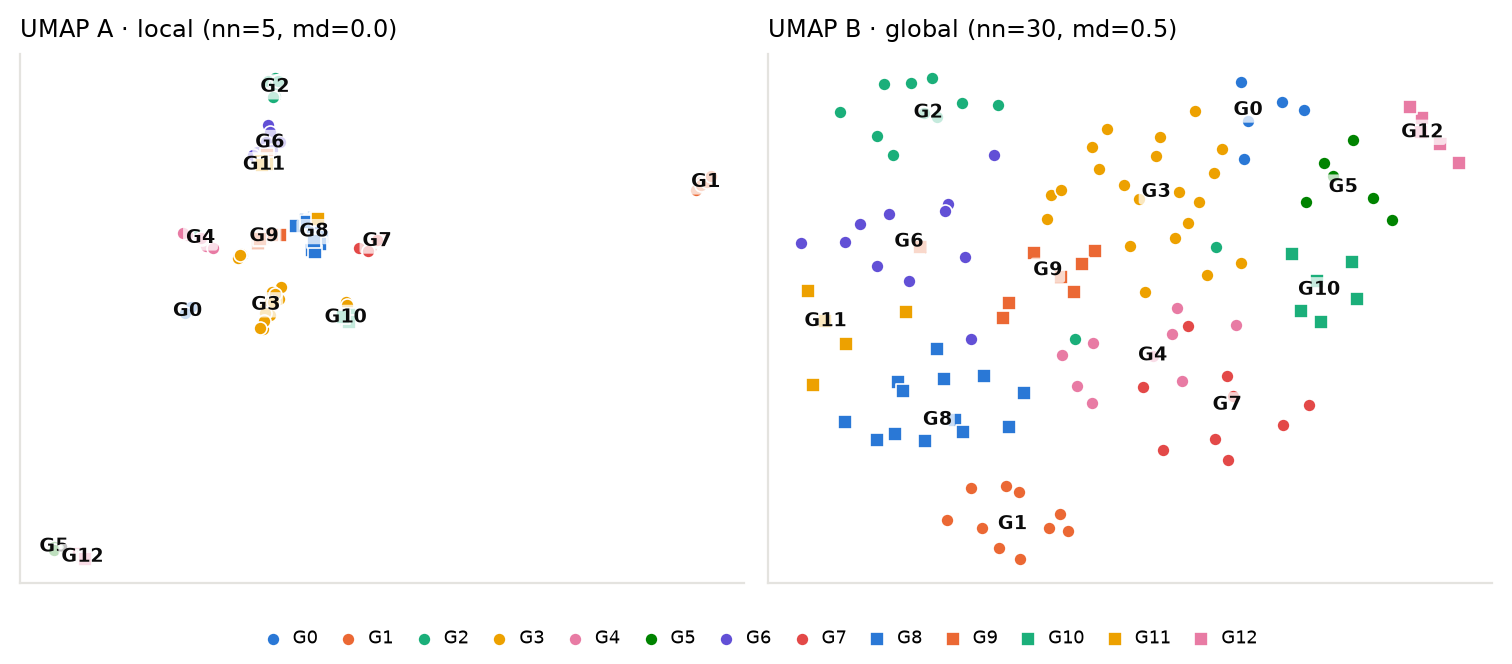 UMAP A · local (nn=5, md=0.0)
G2
G6
G11
G1
G4
G9
G8
G7
G0
G3
G10
G5
G12
UMAP B · global (nn=30, md=0.5)
G2
G0
G12
G3
G5
G6
G9
G10
G11
G4
G7
G8
G1
G0 G1 G2 G3 G4 G5 G6 G7 G8 G9 G10 G11 G12